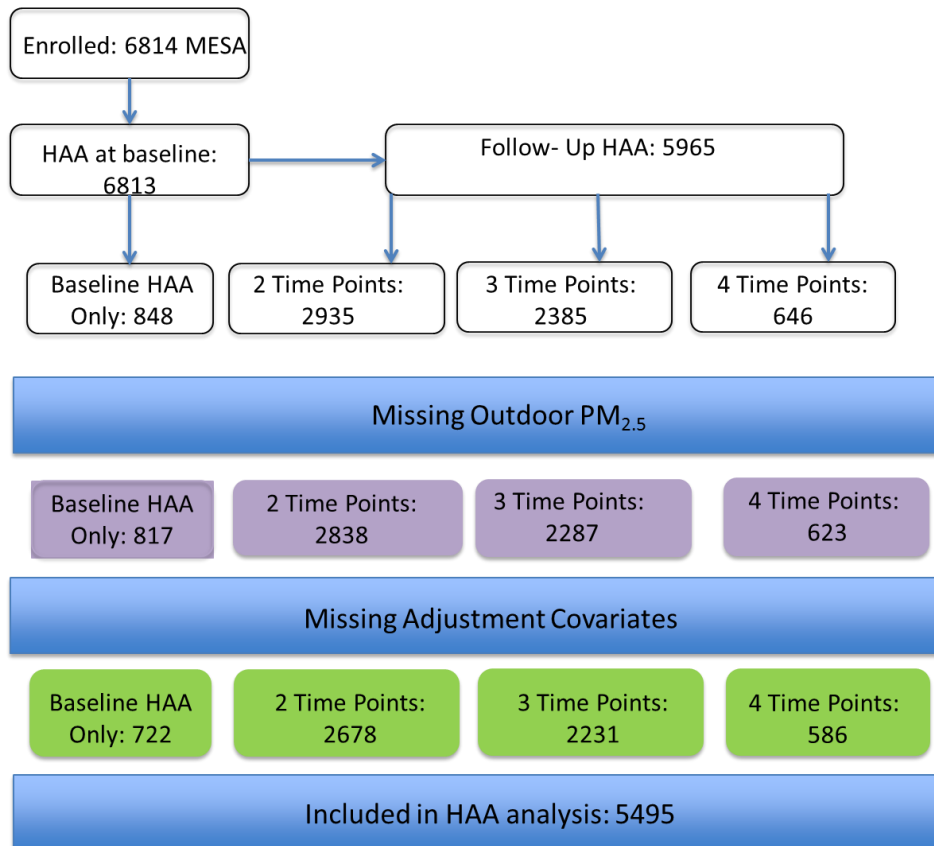 Enrolled: 6814 MESA
HAA at baseline:
6813
Follow- Up HAA: 5965
Baseline HAA
Only: 848
2 Time Points:
2935
3 Time Points:
2385
4 Time Points:
646
Missing Outdoor PM2.5
Baseline HAA
Only: 817
2 Time Points:
2838
3 Time Points:
2287
4 Time Points:
623
Missing Adjustment Covariates
Baseline HAA
Only: 722
2 Time Points:
2678
3 Time Points:
2231
4 Time Points:
586
Included in HAA analysis: 5495